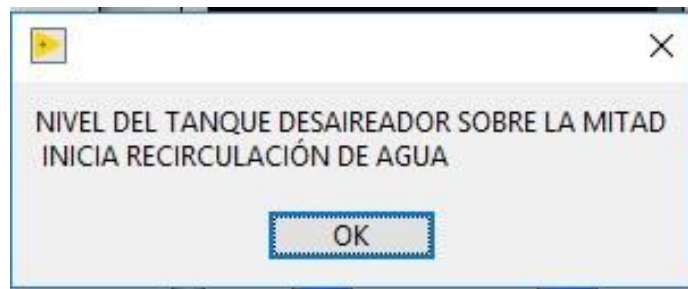 NIVEL DEL TANQUE DESAIREADOR SOBRE LA MITAD
INICIA RECIRCULACIÓN DE AGUA
OK